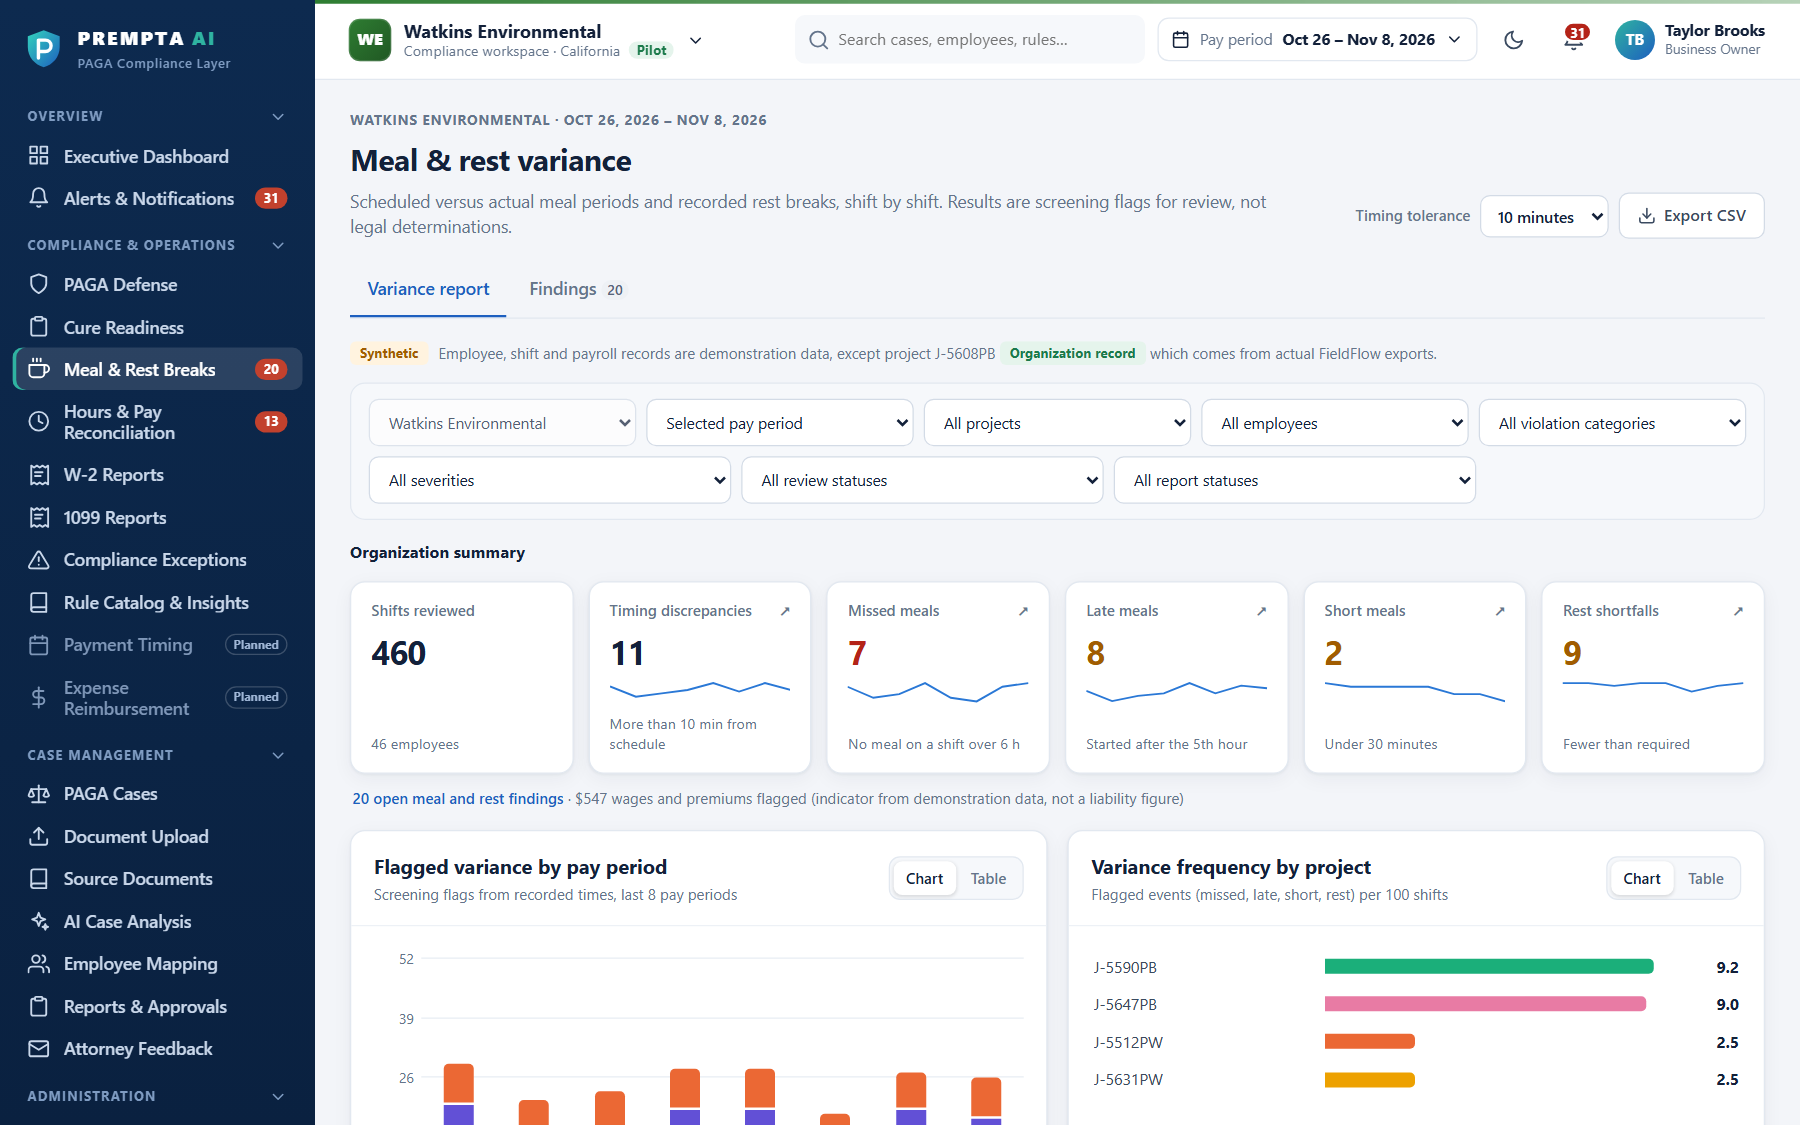 PREMPTA AI
PAGA Compliance Layer
OVERVIEW
Executive Dashboard
Alerts & Notifications 31
COMPLIANCE & OPERATIONS
PAGA Defense
Cure Readiness
Meal & Rest Breaks 20
Hours & Pay
Reconciliation 13
W-2 Reports
1099 Reports
Compliance Exceptions
Rule Catalog & Insights
Payment Timing Planned
Expense
Reimbursement Planned
CASE MANAGEMENT
PAGA Cases
Document Upload
Source Documents
AI Case Analysis
Employee Mapping
Reports & Approvals
Attorney Feedback
ADMINISTRATION
WE Watkins Environmental
Compliance workspace · California Pilot
Search cases, employees, rules...
Pay period Oct 26 – Nov 8, 2026
31
TB Taylor Brooks
Business Owner
WATKINS ENVIRONMENTAL · OCT 26, 2026 – NOV 8, 2026
Meal & rest variance
Scheduled versus actual meal periods and recorded rest breaks, shift by shift. Results are screening flags for review, not
legal determinations.
Timing tolerance 10 minutes Export CSV
Variance report Findings 20
Synthetic Employee, shift and payroll records are demonstration data, except project J-5608PB Organization record which comes from actual FieldFlow exports.
Watkins Environmental Selected pay period All projects All employees All violation categories
All severities All review statuses All report statuses
Organization summary
Shifts reviewed
460
46 employees
Timing discrepancies ↗
11
More than 10 min from
schedule
Missed meals ↗
7
No meal on a shift over 6 h
Late meals ↗
8
Started after the 5th hour
Short meals ↗
2
Under 30 minutes
Rest shortfalls ↗
9
Fewer than required
20 open meal and rest findings · $547 wages and premiums flagged (indicator from demonstration data, not a liability figure)
Flagged variance by pay period
Screening flags from recorded times, last 8 pay periods
Chart Table
52
39
26
Variance frequency by project
Flagged events (missed, late, short, rest) per 100 shifts
Chart Table
J-5590PB 9.2
J-5647PB 9.0
J-5512PW 2.5
J-5631PW 2.5